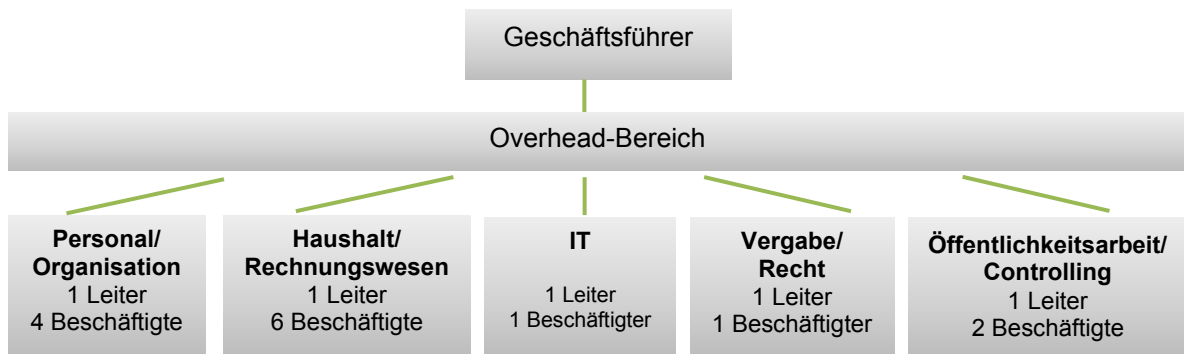 Geschäftsführer
Overhead-Bereich
Personal/
Organisation
1 Leiter
4 Beschäftigte
Haushalt/
Rechnungswesen
1 Leiter
6 Beschäftigte
IT
1 Leiter
1 Beschäftigter
Vergabe/
Recht
1 Leiter
1 Beschäftigter
Öffentlichkeitsarbeit/
Controlling
1 Leiter
2 Beschäftigte